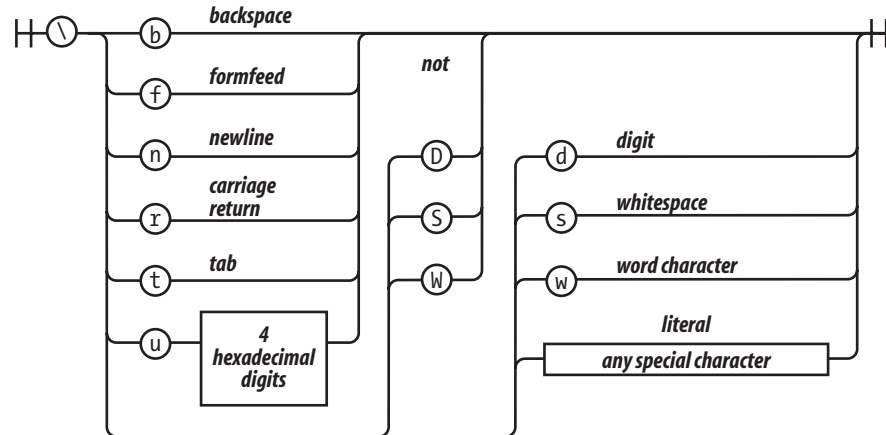 \
b backspace
f formfeed
n newline
r carriage
return
t tab
u 4
hexadecimal
digits
not
D
S
W
d digit
s whitespace
w word character
literal
any special character